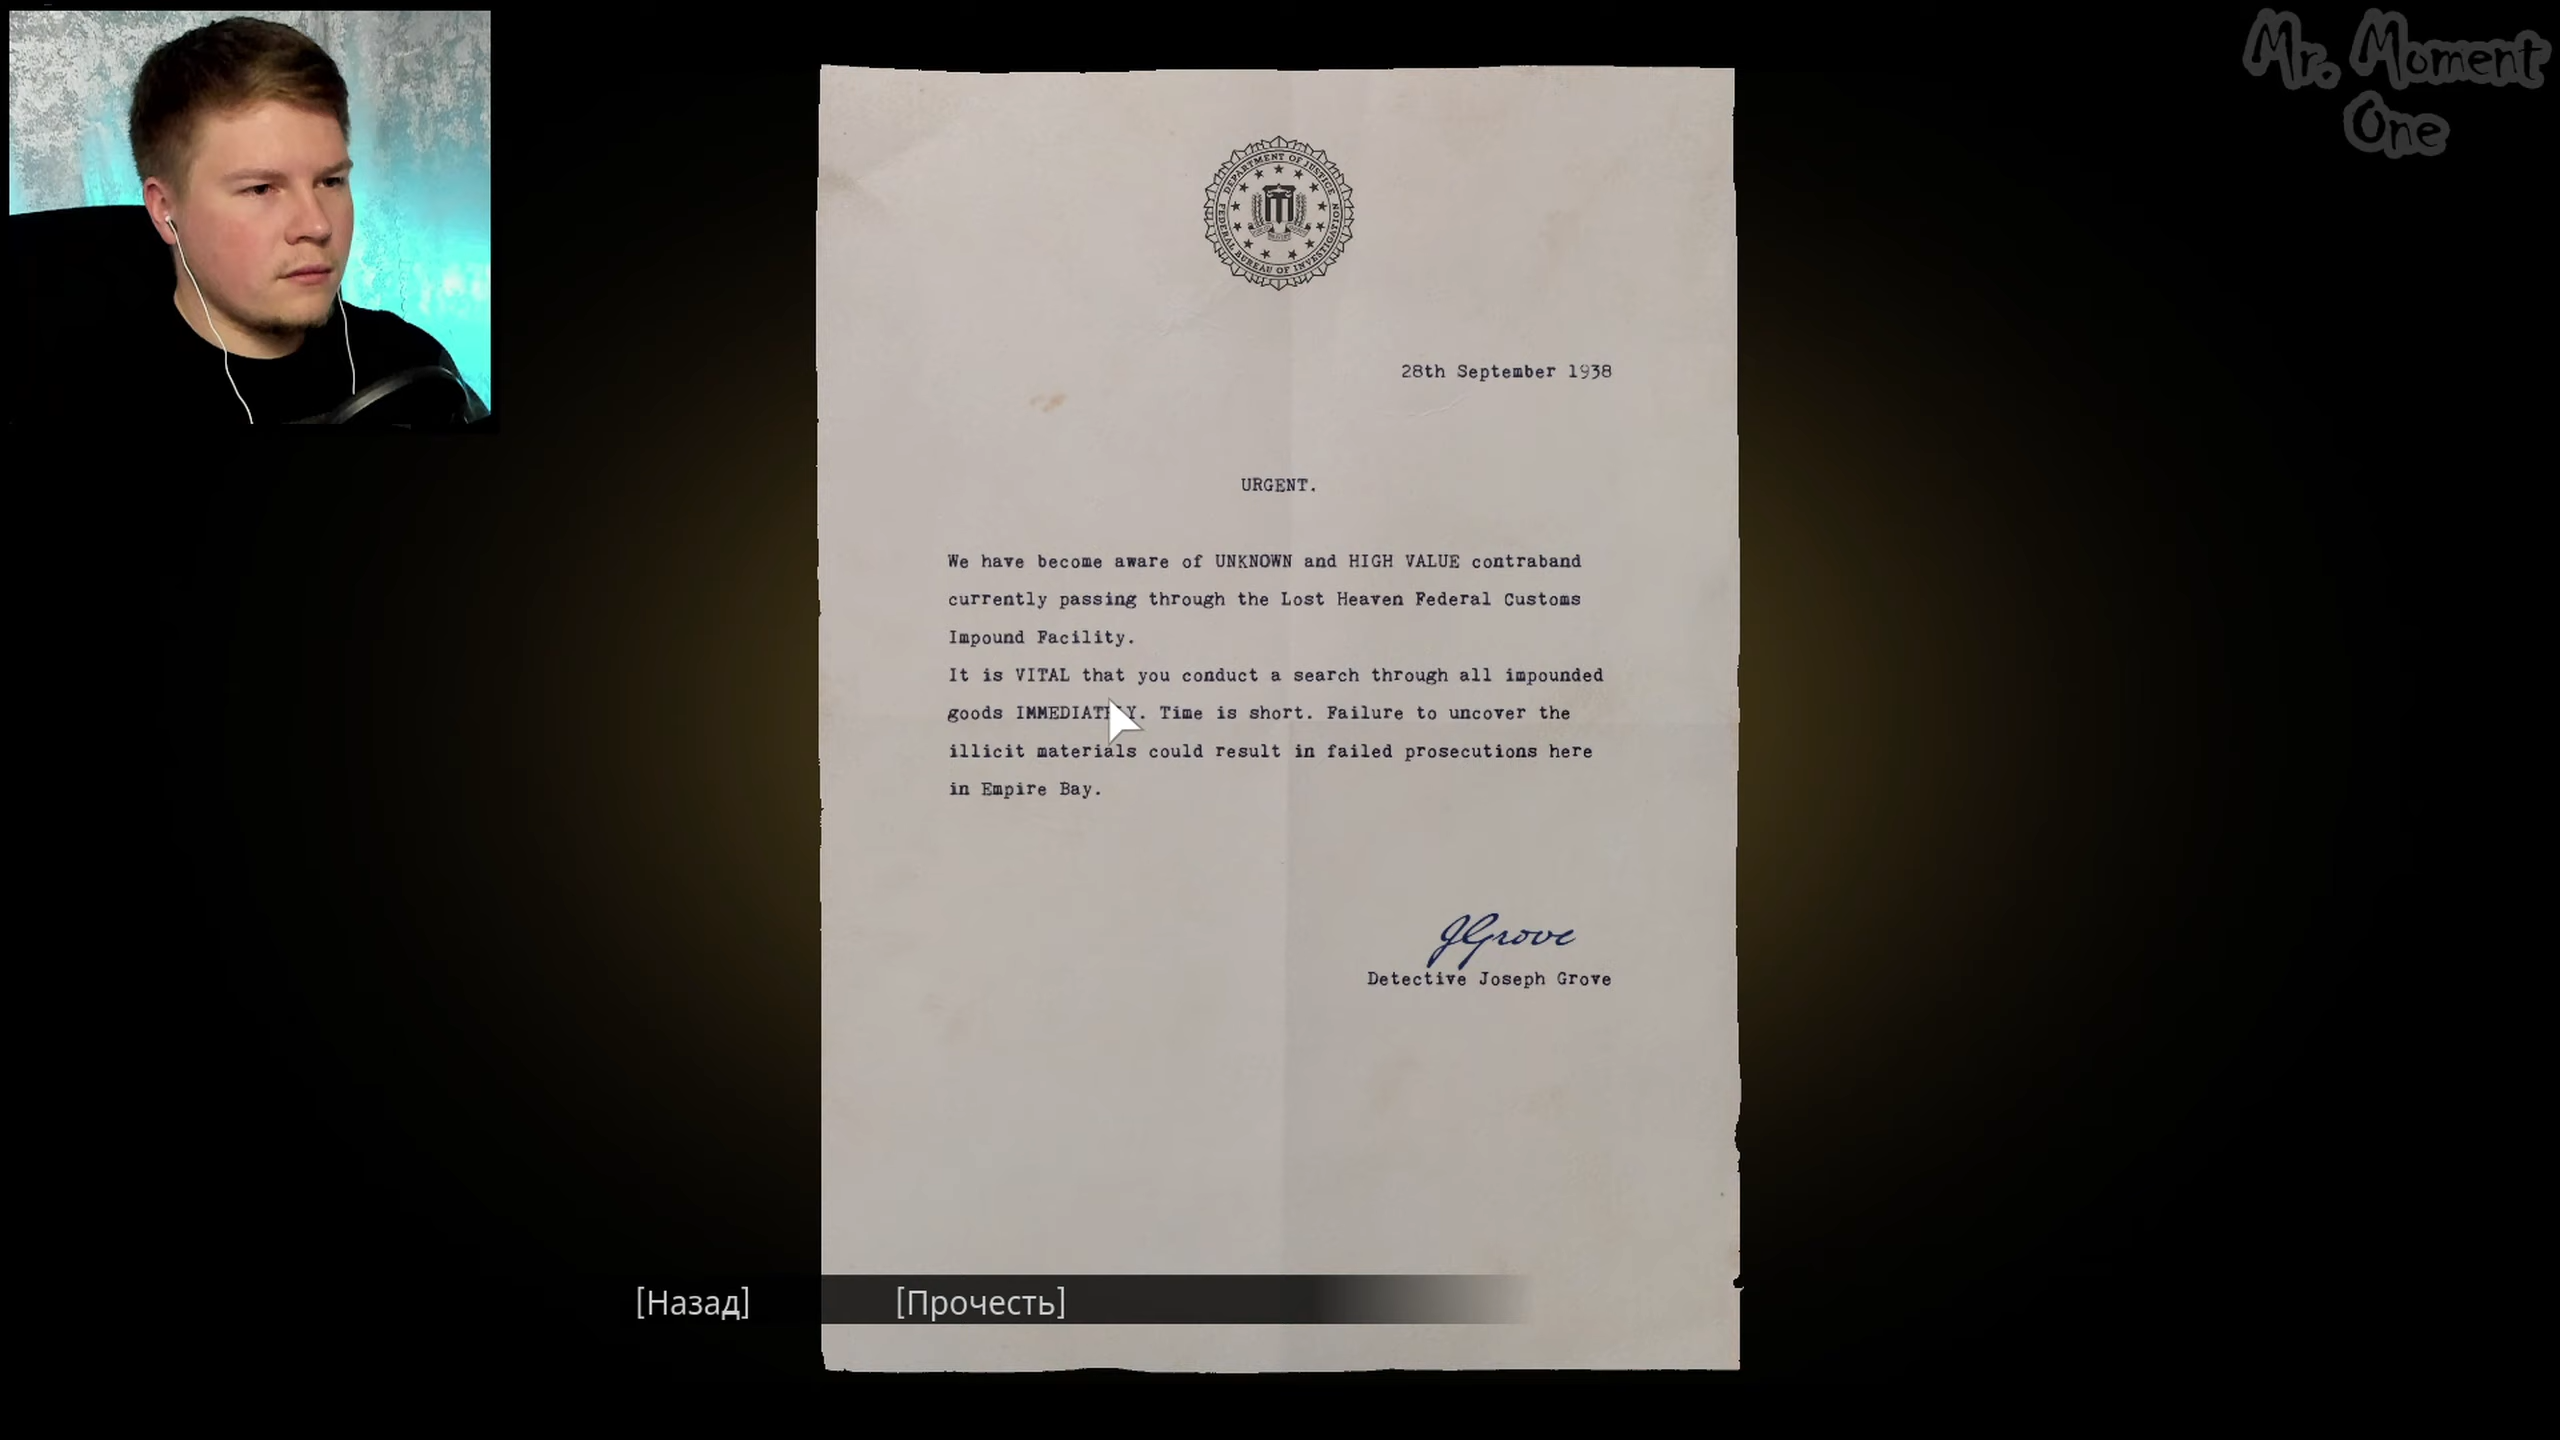 Mr. Moment
One
DEPARTMENT OF JUSTICE
FEDERAL BUREAU OF INVESTIGATION
28th September 1938
URGENT.
We have become aware of UNKNOWN and HIGH VALUE contraband
currently passing through the Lost Heaven Federal Customs
Impound Facility.
It is VITAL that you conduct a search through all impounded
goods IMMEDIATELY. Time is short. Failure to uncover the
illicit materials could result in failed prosecutions here
in Empire Bay.
JGrove
Detective Joseph Grove
[Назад] [Прочесть]